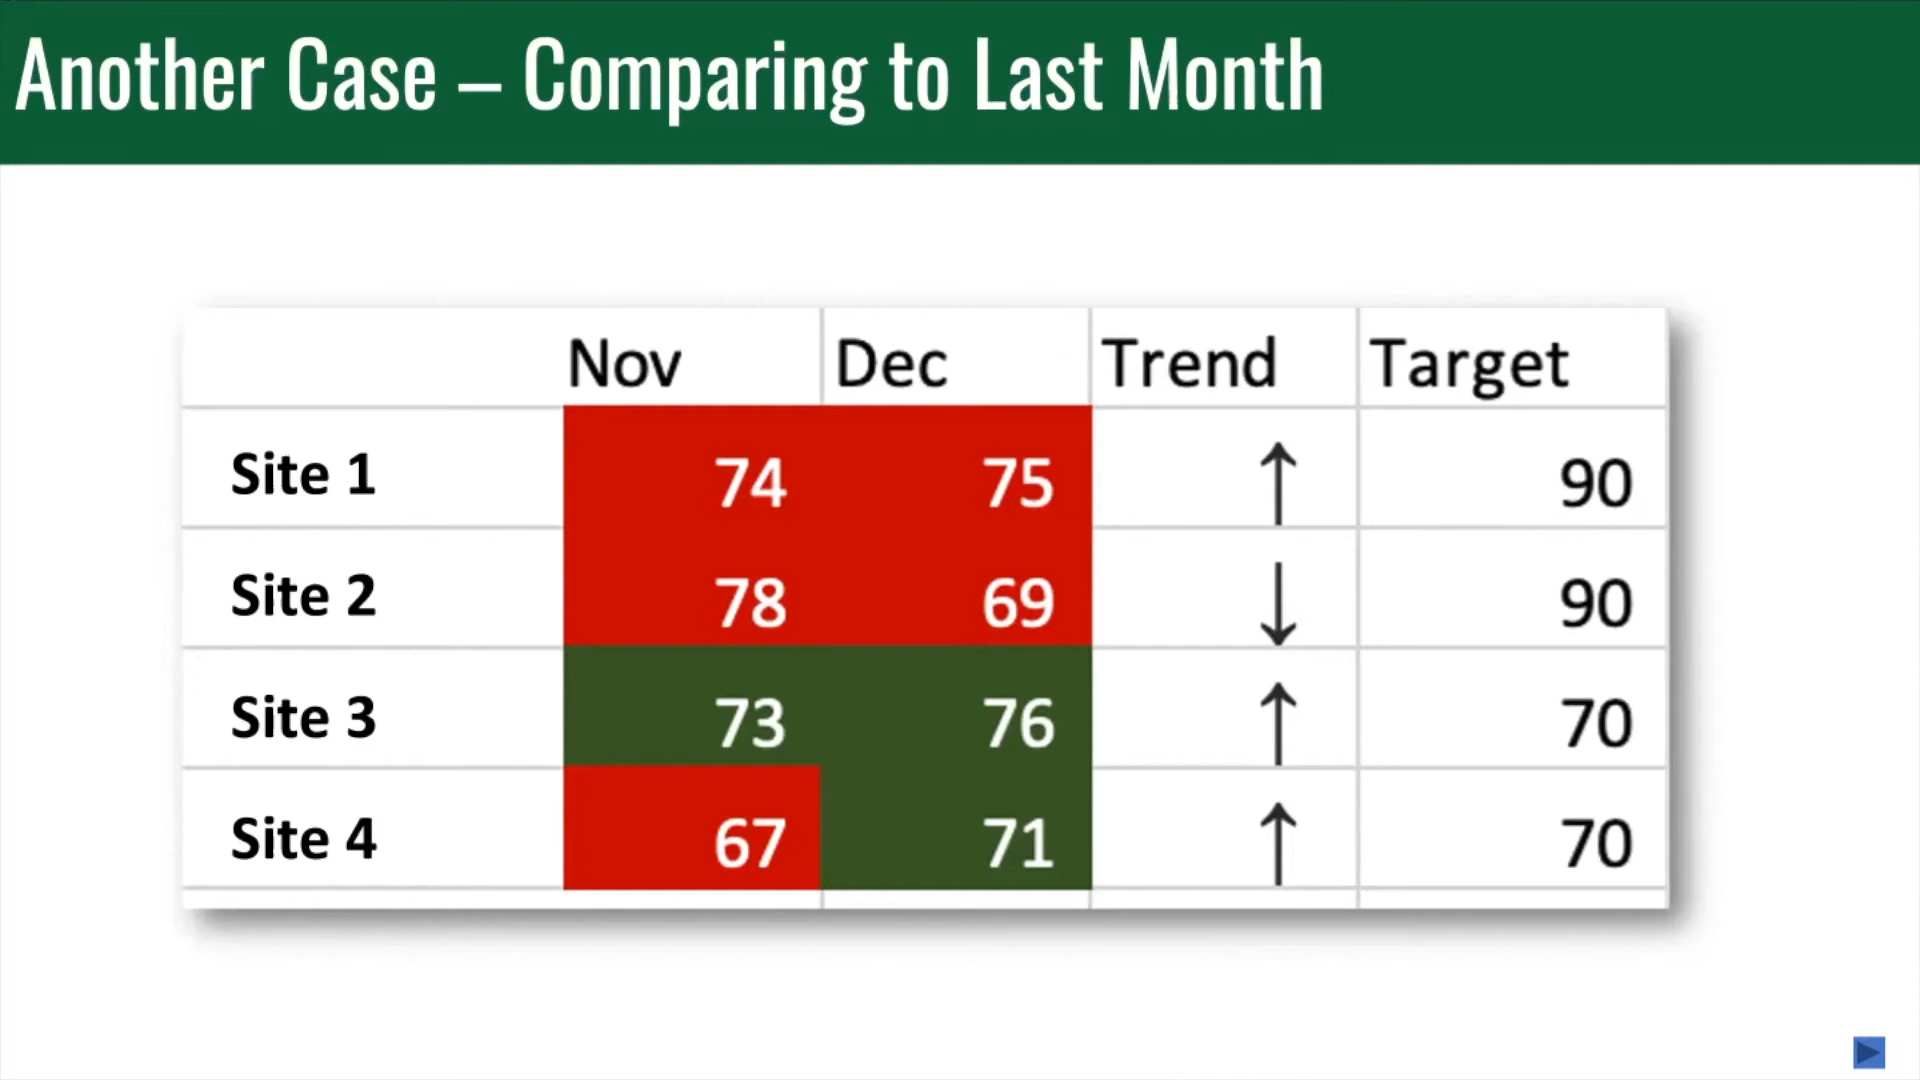 Another Case – Comparing to Last Month
Nov Dec Trend Target
Site 1 74 75 ↑ 90
Site 2 78 69 ↓ 90
Site 3 73 76 ↑ 70
Site 4 67 71 ↑ 70